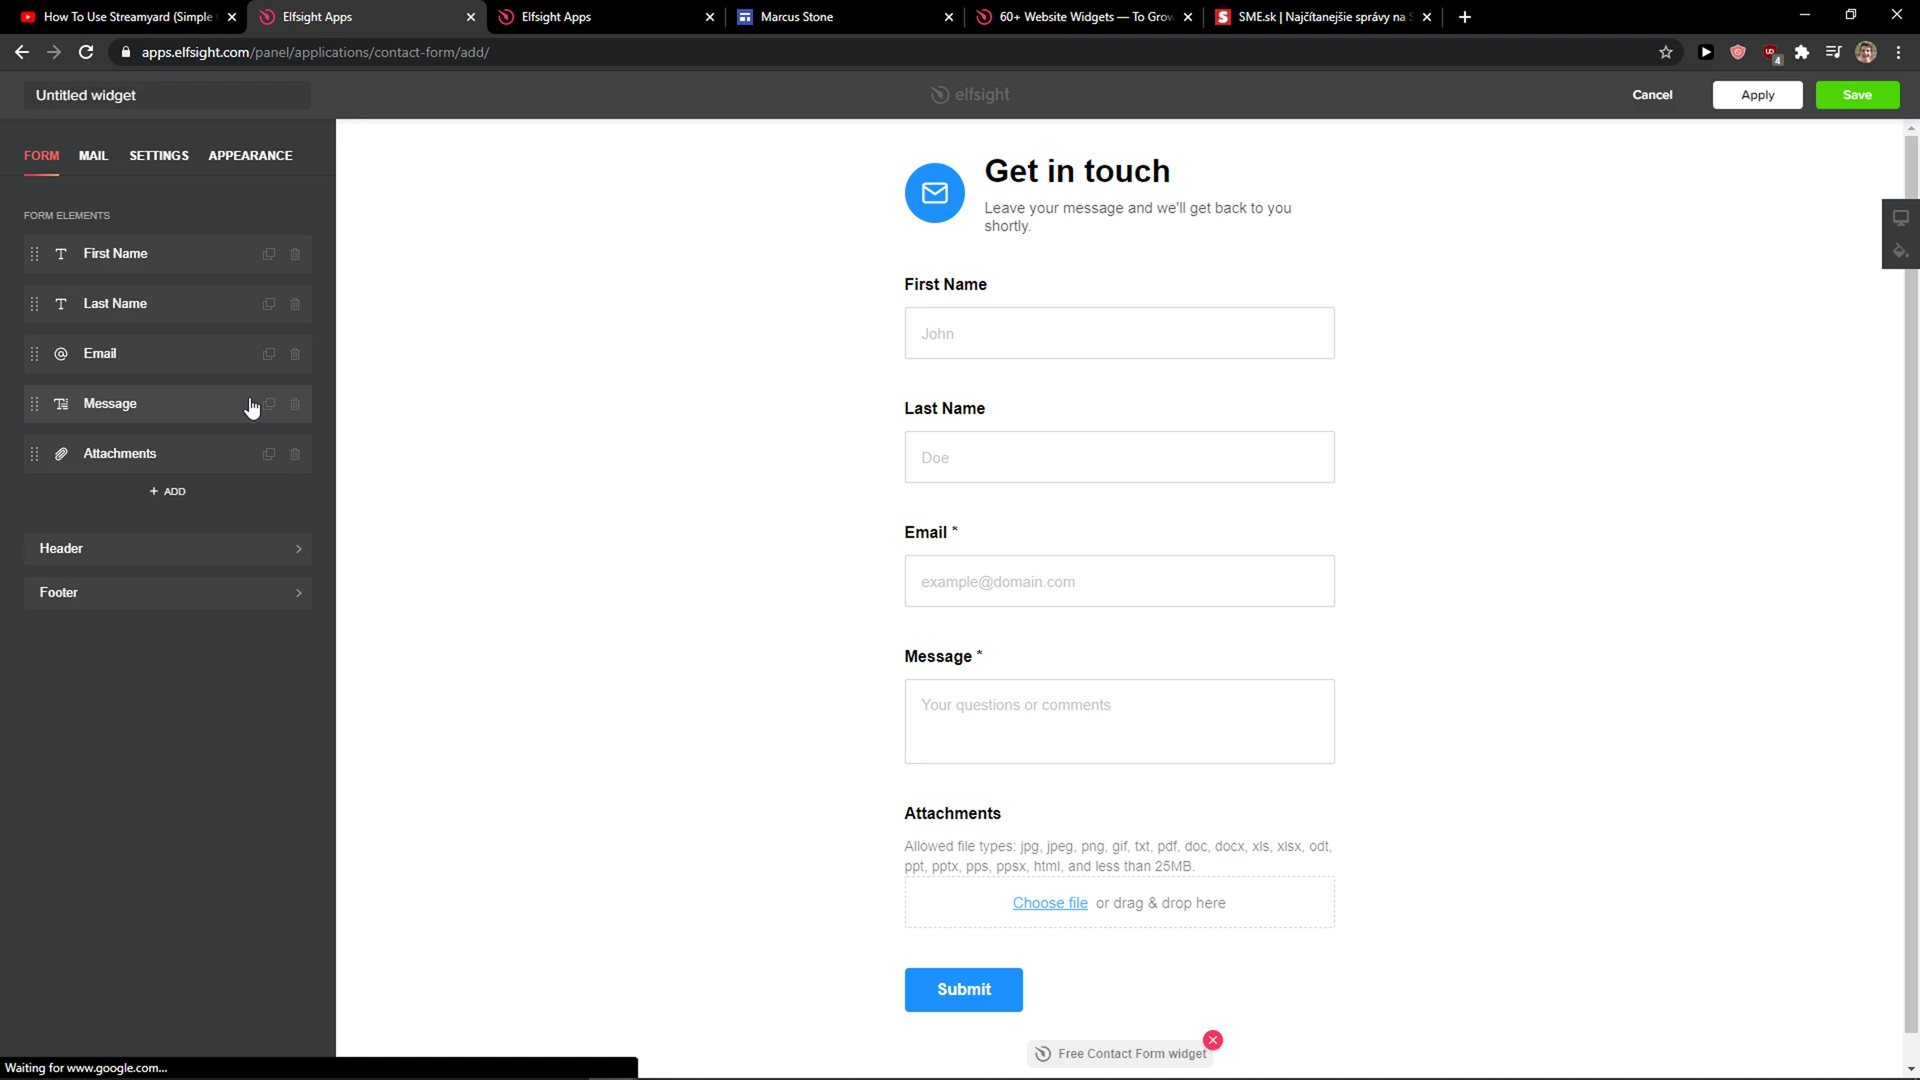 How To Use Streamyard (Simple
Elfsight Apps
Elfsight Apps
Marcus Stone
60+ Website Widgets — To Grow
SME.sk | Najčítanejšie správy na S
apps.elfsight.com/panel/applications/contact-form/add/
4
Untitled widget
elfsight
Cancel
Apply
Save
FORM
MAIL
SETTINGS
APPEARANCE
FORM ELEMENTS
First Name
Last Name
Email
Message
Attachments
+ ADD
Header
Footer
Get in touch
Leave your message and we'll get back to you
shortly.
First Name
John
Last Name
Doe
Email *
example@domain.com
Message *
Your questions or comments
Attachments
Allowed file types: jpg, jpeg, png, gif, txt, pdf, doc, docx, xls, xlsx, odt,
ppt, pptx, pps, ppsx, html, and less than 25MB.
Choose file or drag & drop here
Submit
Free Contact Form widget
Waiting for www.google.com...